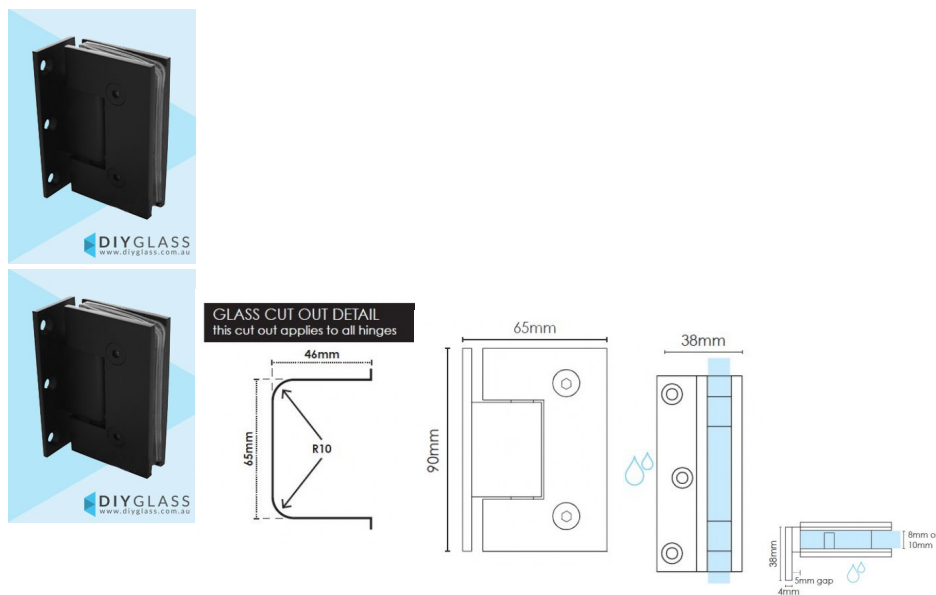 DIYGLASS
www.diyglass.com.au
DIYGLASS
www.diyglass.com.au
GLASS CUT OUT DETAIL
this cut out applies to all hinges
46mm
65mm
R10
65mm
90mm
38mm
38mm
8mm o
10mm
5mm gap
4mm